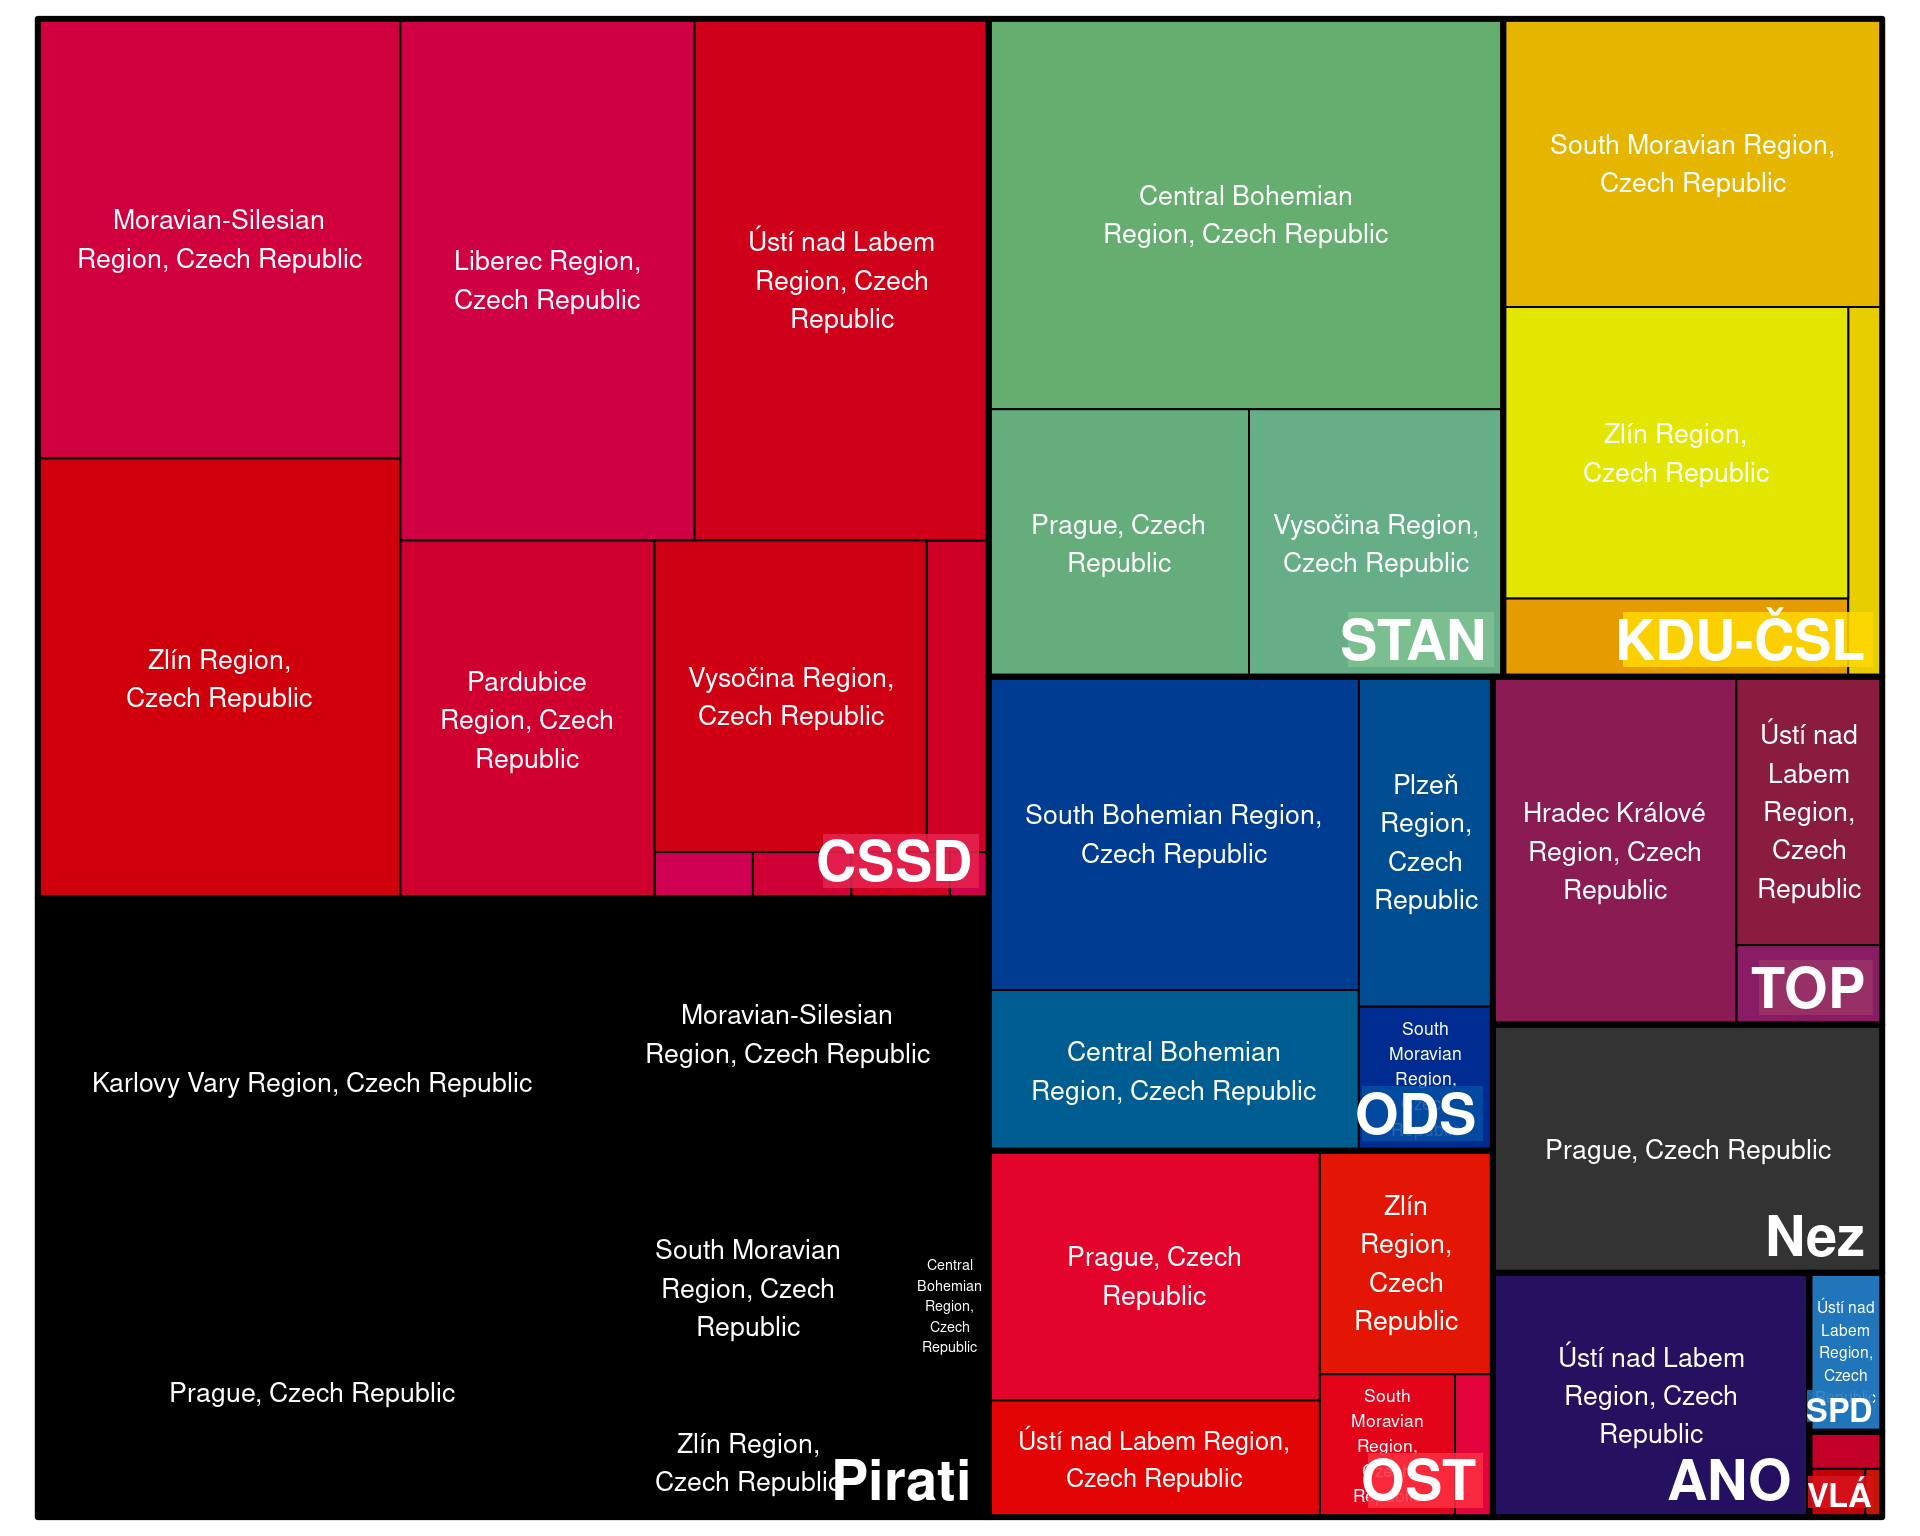 Moravian-Silesian
Region, Czech Republic
Liberec Region,
Czech Republic
Ústí nad Labem
Region, Czech
Republic
Zlín Region,
Czech Republic
Pardubice
Region, Czech
Republic
Vysočina Region,
Czech Republic
CSSD
Central Bohemian
Region, Czech Republic
Prague, Czech
Republic
Vysočina Region,
Czech Republic
STAN
South Moravian Region,
Czech Republic
Zlín Region,
Czech Republic
KDU-ČSL
Karlovy Vary Region, Czech Republic
Moravian-Silesian
Region, Czech Republic
Prague, Czech Republic
South Moravian
Region, Czech
Republic
Central
Bohemian
Region,
Czech
Republic
Zlín Region,
Czech Republic
Pirati
South Bohemian Region,
Czech Republic
Plzeň
Region,
Czech
Republic
Central Bohemian
Region, Czech Republic
South
Moravian
Region,
ODS
Hradec Králové
Region, Czech
Republic
Ústí nad
Labem
Region,
Czech
Republic
TOP
Prague, Czech Republic
Nez
Prague, Czech
Republic
Zlín
Region,
Czech
Republic
Ústí nad Labem Region,
Czech Republic
South
Moravian
Region,
OST
Ústí nad Labem
Region, Czech
Republic
ANO
Ústí nad
Labem
Region,
Czech
SPD
VLÁ